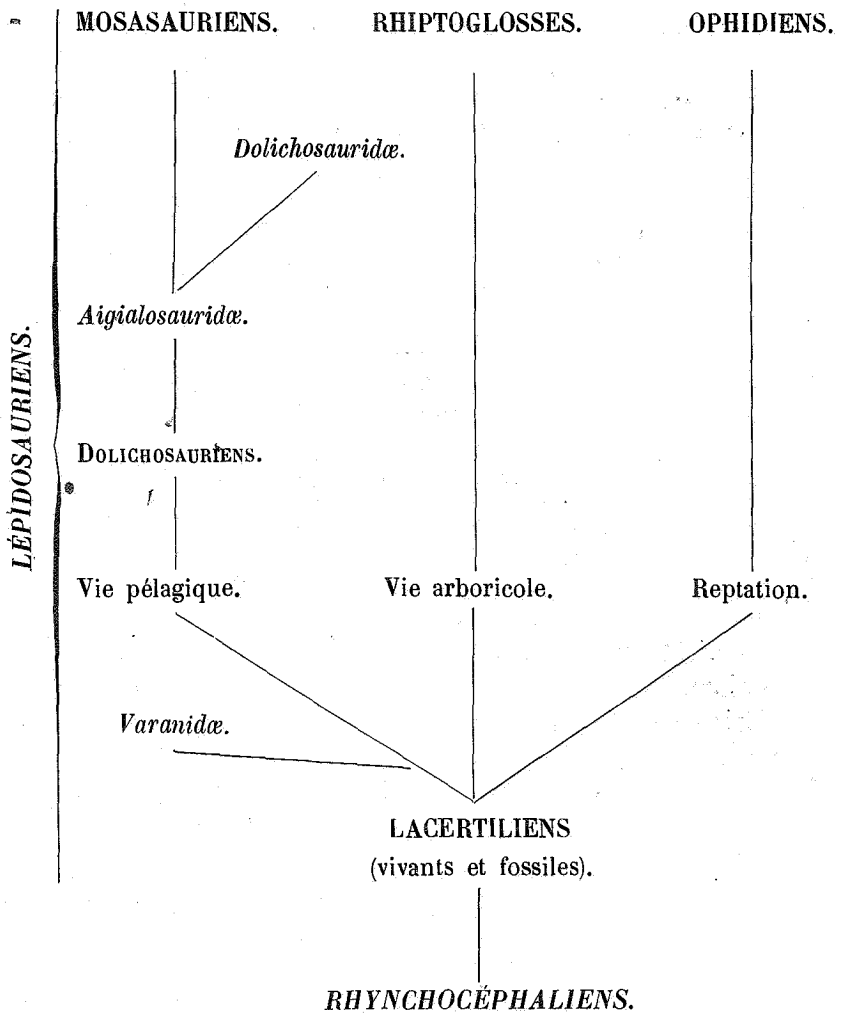 MOSASAURIENS. RHIPTOGLOSSES. OPHIDIENS.
Dolichosauridæ.
Aigialosauridæ.
LÉPIDOSAURIENS.
DOLICHOSAURIENS.
Vie pélagique. Vie arboricole. Reptation.
Varanidæ.
LACERTILIENS
(vivants et fossiles).
RHYNCHOCÉPHALIENS.